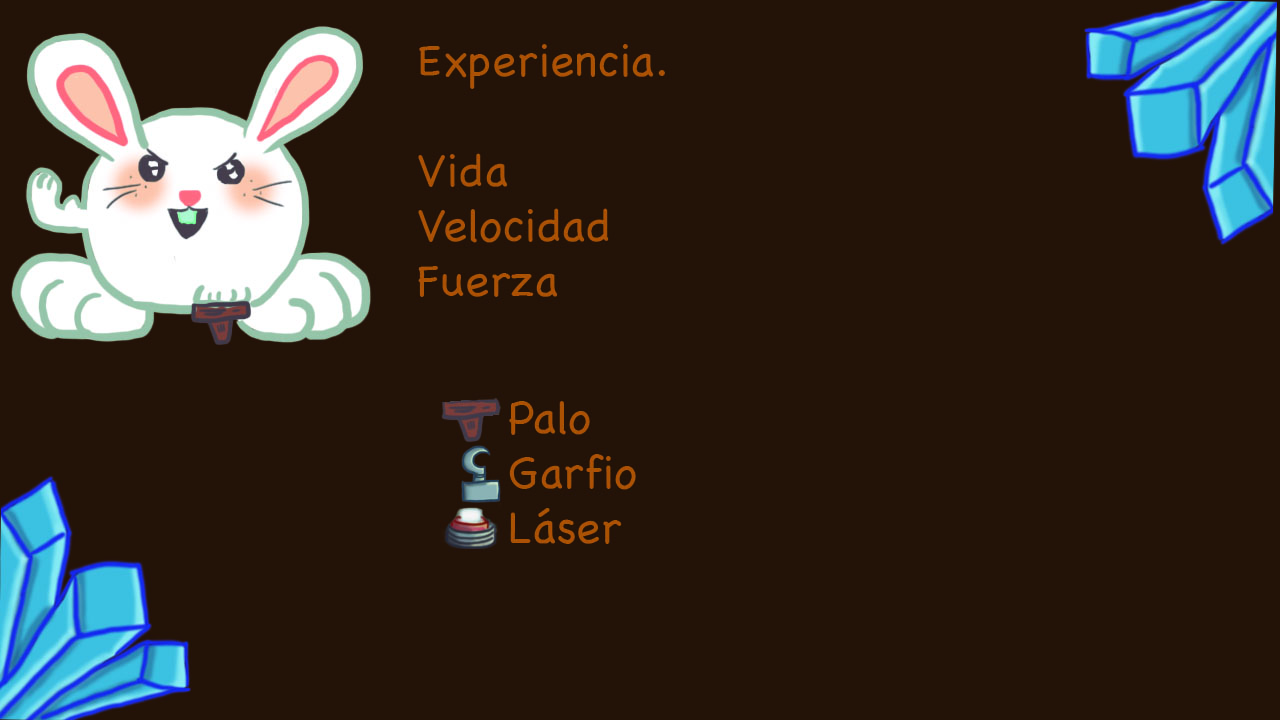 Experiencia.
Vida
Velocidad
Fuerza
Palo
Garfio
Láser